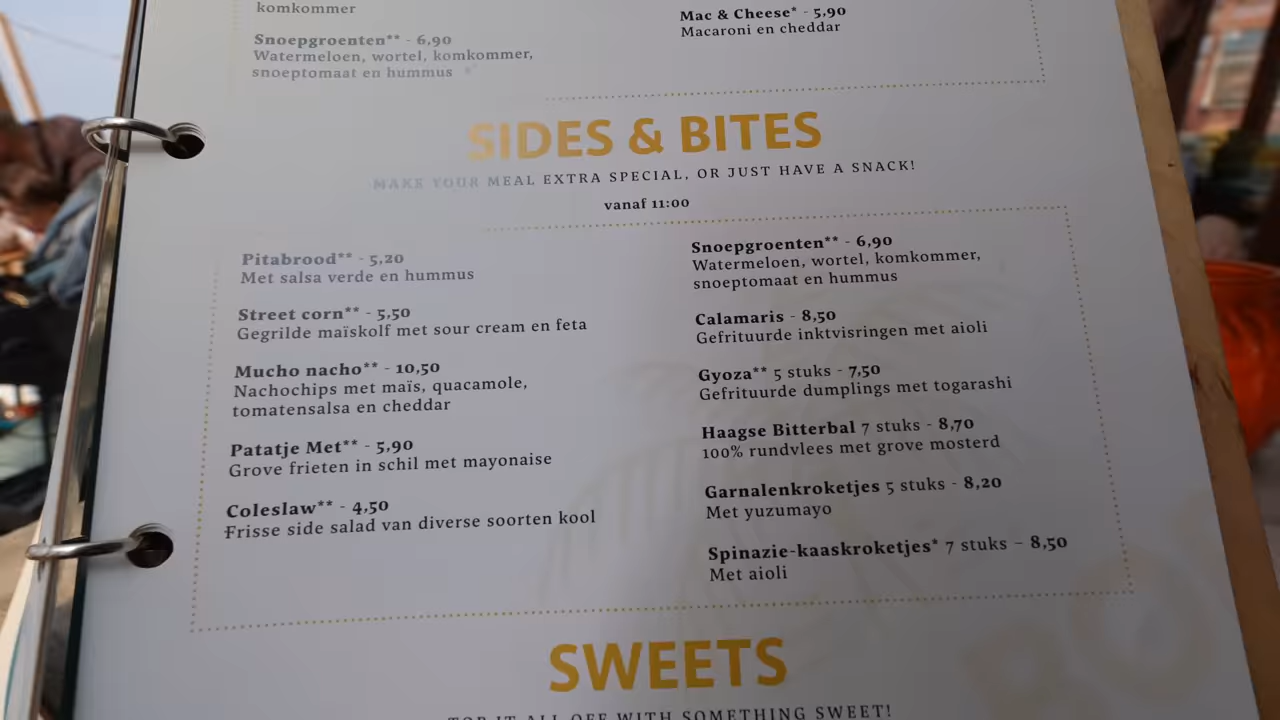 komkommer
Snoepgroenten** - 6,90
Watermeloen, wortel, komkommer,
snoeptomaat en hummus
Mac & Cheese* - 5,90
Macaroni en cheddar
SIDES & BITES
MAKE YOUR MEAL EXTRA SPECIAL, OR JUST HAVE A SNACK!
vanaf 11:00
Pitabrood** - 5,20
Met salsa verde en hummus
Street corn** - 5,50
Gegrilde maïskolf met sour cream en feta
Mucho nacho** - 10,50
Nachochips met maïs, quacamole,
tomatensalsa en cheddar
Patatje Met** - 5,90
Grove frieten in schil met mayonaise
Coleslaw** - 4,50
Frisse side salad van diverse soorten kool
Snoepgroenten** - 6,90
Watermeloen, wortel, komkommer,
snoeptomaat en hummus
Calamaris - 8,50
Gefrituurde inktvisringen met aioli
Gyoza** 5 stuks - 7,50
Gefrituurde dumplings met togarashi
Haagse Bitterbal 7 stuks - 8,70
100% rundvlees met grove mosterd
Garnalenkroketjes 5 stuks - 8,20
Met yuzumayo
Spinazie-kaaskroketjes* 7 stuks – 8,50
Met aioli
SWEETS
TOP IT ALL OFF WITH SOMETHING SWEET!